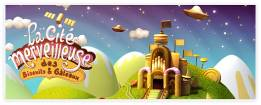 La Cité
merveilleuse
des
Biscuits & Gâteaux